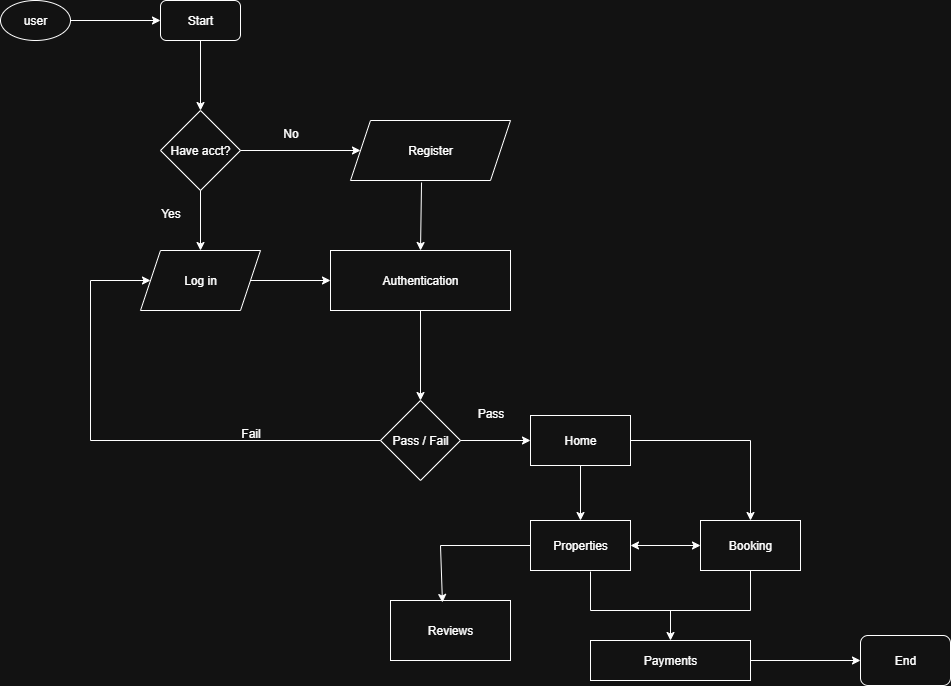 user
Start
No
Have acct?
Register
Yes
Log in
Authentication
Pass
Fail
Pass / Fail
Home
Properties
Booking
Reviews
Payments
End